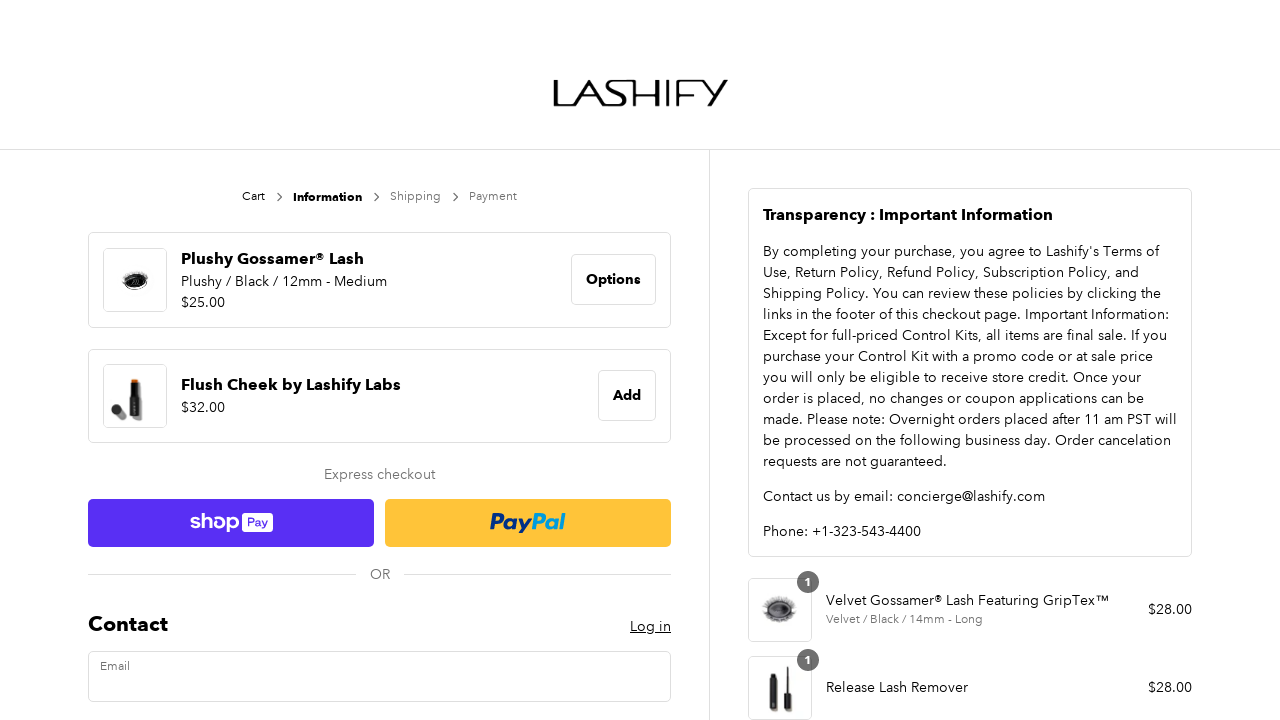 LASHIFY
Cart
Information
Shipping
Payment
Plushy Gossamer® Lash
Plushy / Black / 12mm - Medium
$25.00
Options
Flush Cheek by Lashify Labs
$32.00
Add
Express checkout
shop Pay
PayPal
OR
Contact
Log in
Email
Transparency : Important Information
By completing your purchase, you agree to Lashify's Terms of
Use, Return Policy, Refund Policy, Subscription Policy, and
Shipping Policy. You can review these policies by clicking the
links in the footer of this checkout page. Important Information:
Except for full-priced Control Kits, all items are final sale. If you
purchase your Control Kit with a promo code or at sale price
you will only be eligible to receive store credit. Once your
order is placed, no changes or coupon applications can be
made. Please note: Overnight orders placed after 11 am PST will
be processed on the following business day. Order cancelation
requests are not guaranteed.
Contact us by email: concierge@lashify.com
Phone: +1-323-543-4400
1
Velvet Gossamer® Lash Featuring GripTex™
Velvet / Black / 14mm - Long
$28.00
1
Release Lash Remover
$28.00